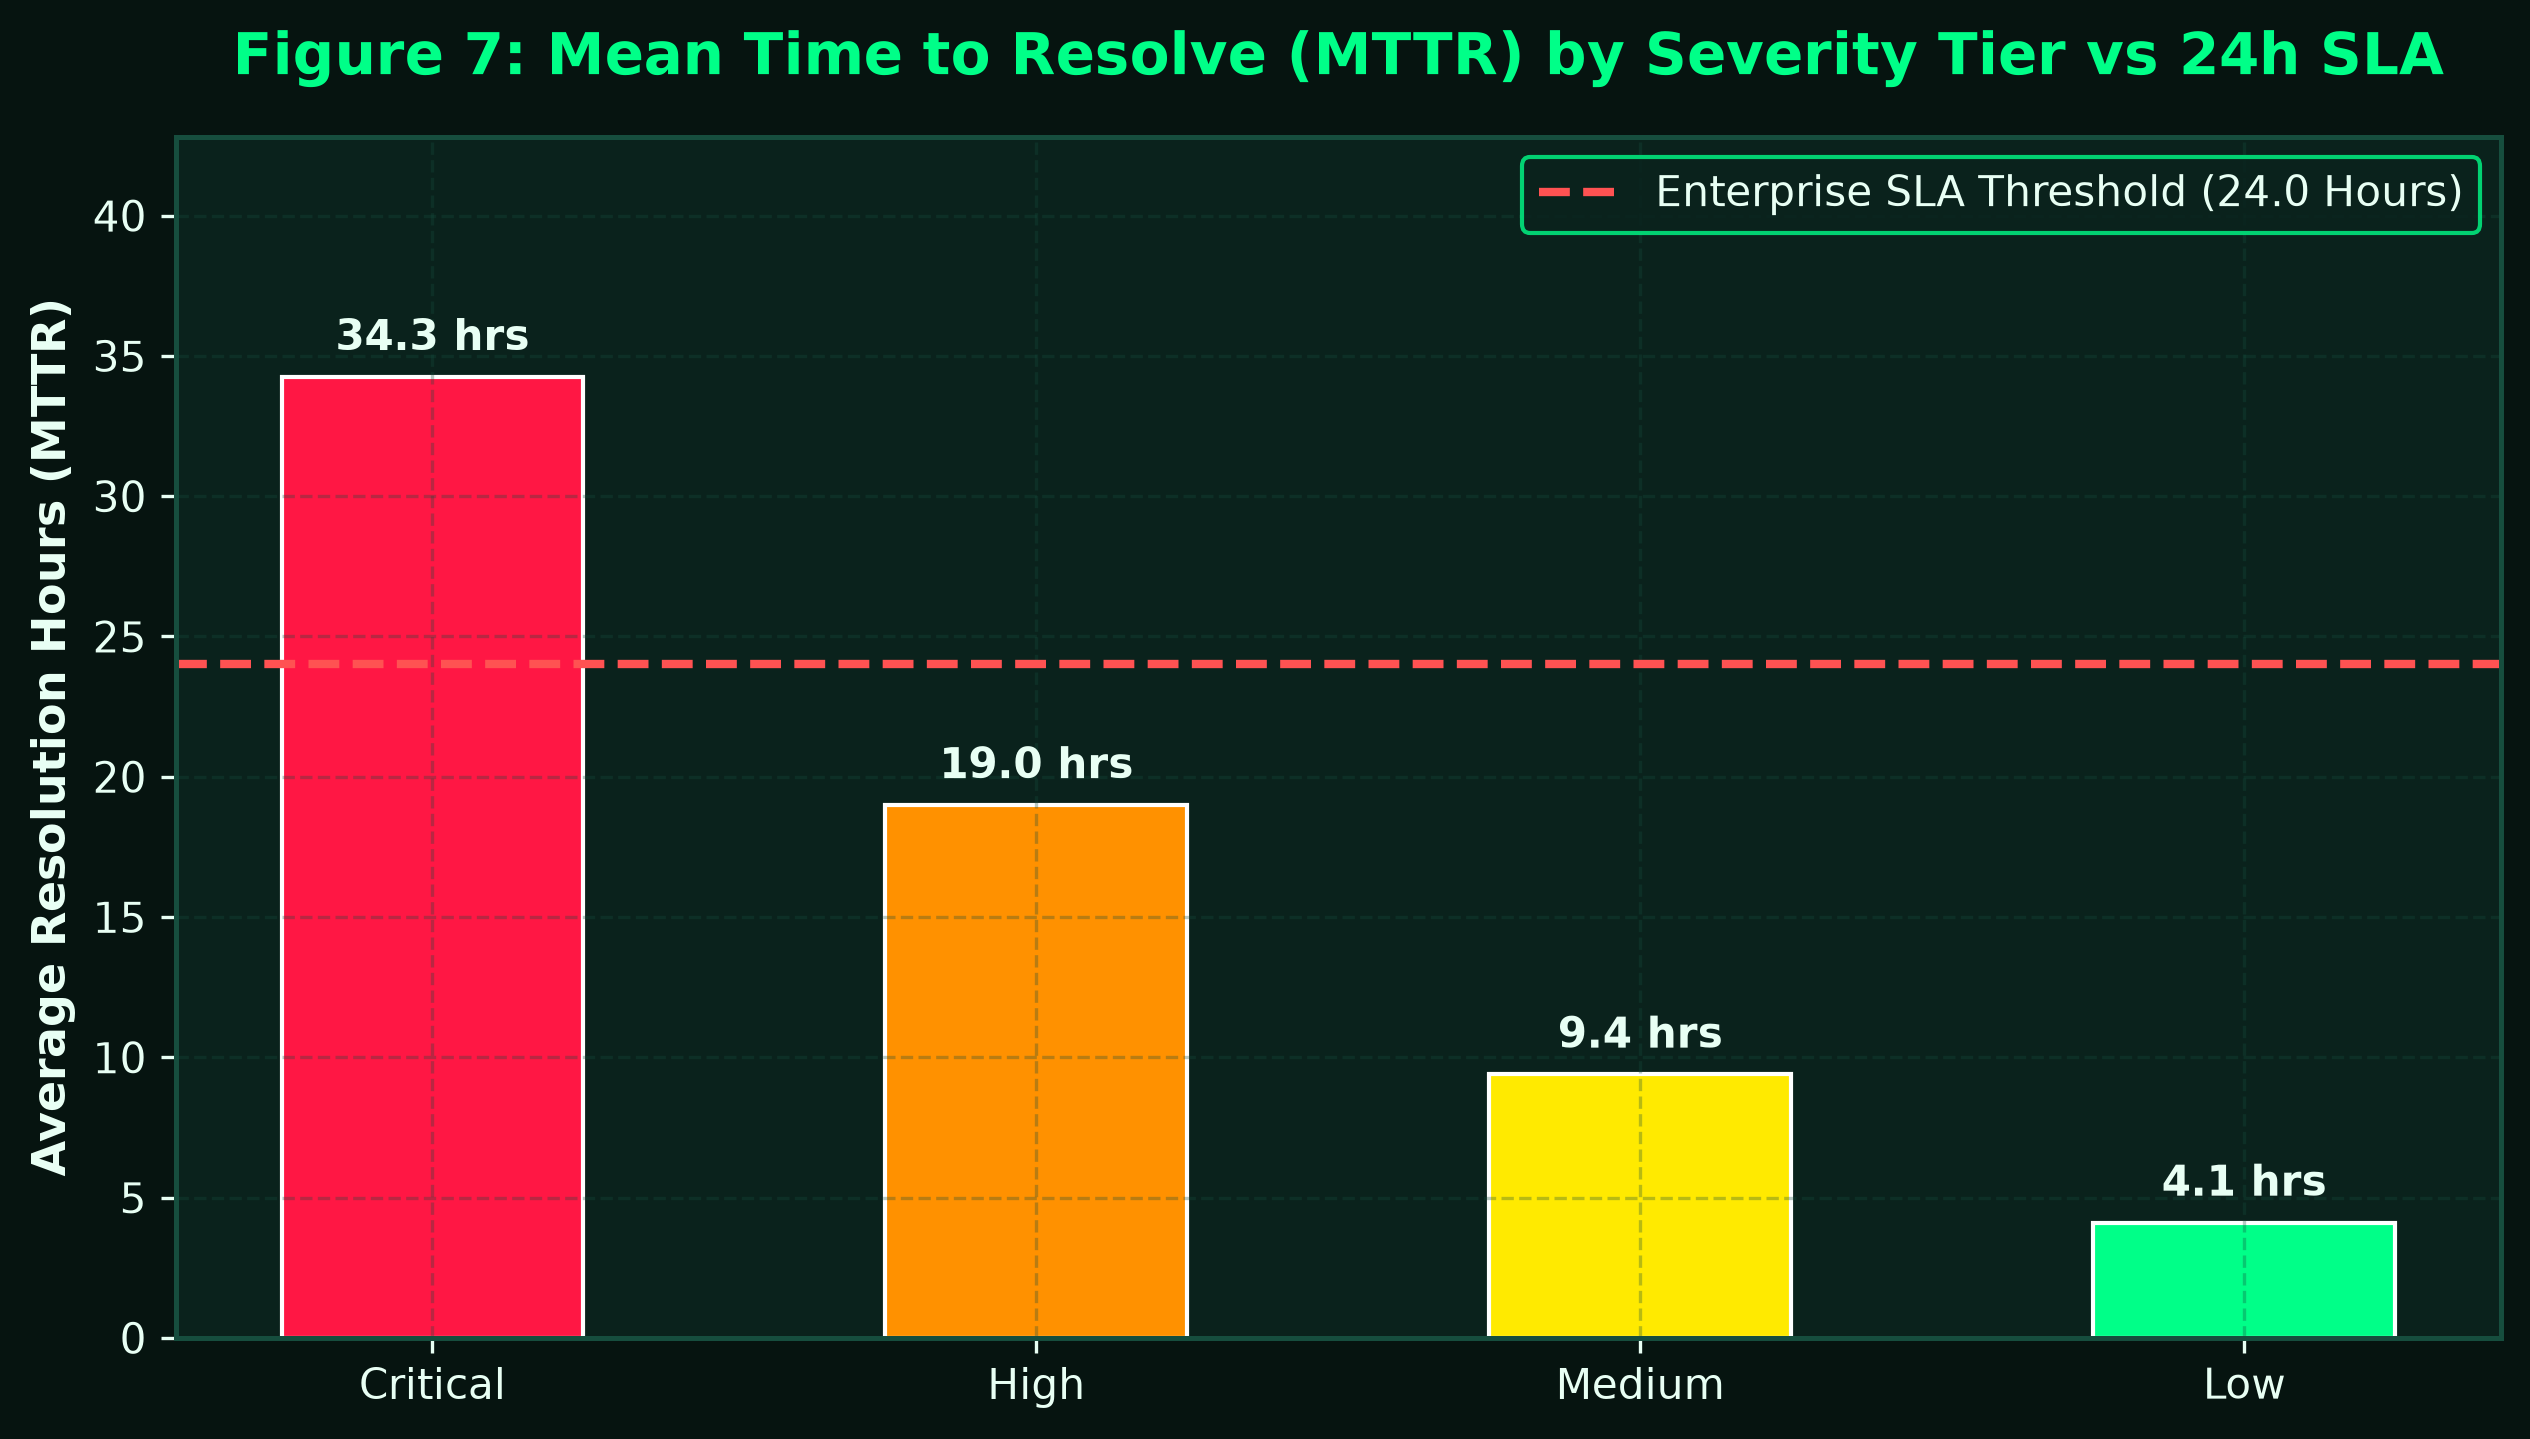 Figure 7: Mean Time to Resolve (MTTR) by Severity Tier vs 24h SLA
Enterprise SLA Threshold (24.0 Hours)
Average Resolution Hours (MTTR)
40
35
30
25
20
15
10
5
0
34.3 hrs
19.0 hrs
9.4 hrs
4.1 hrs
Critical
High
Medium
Low